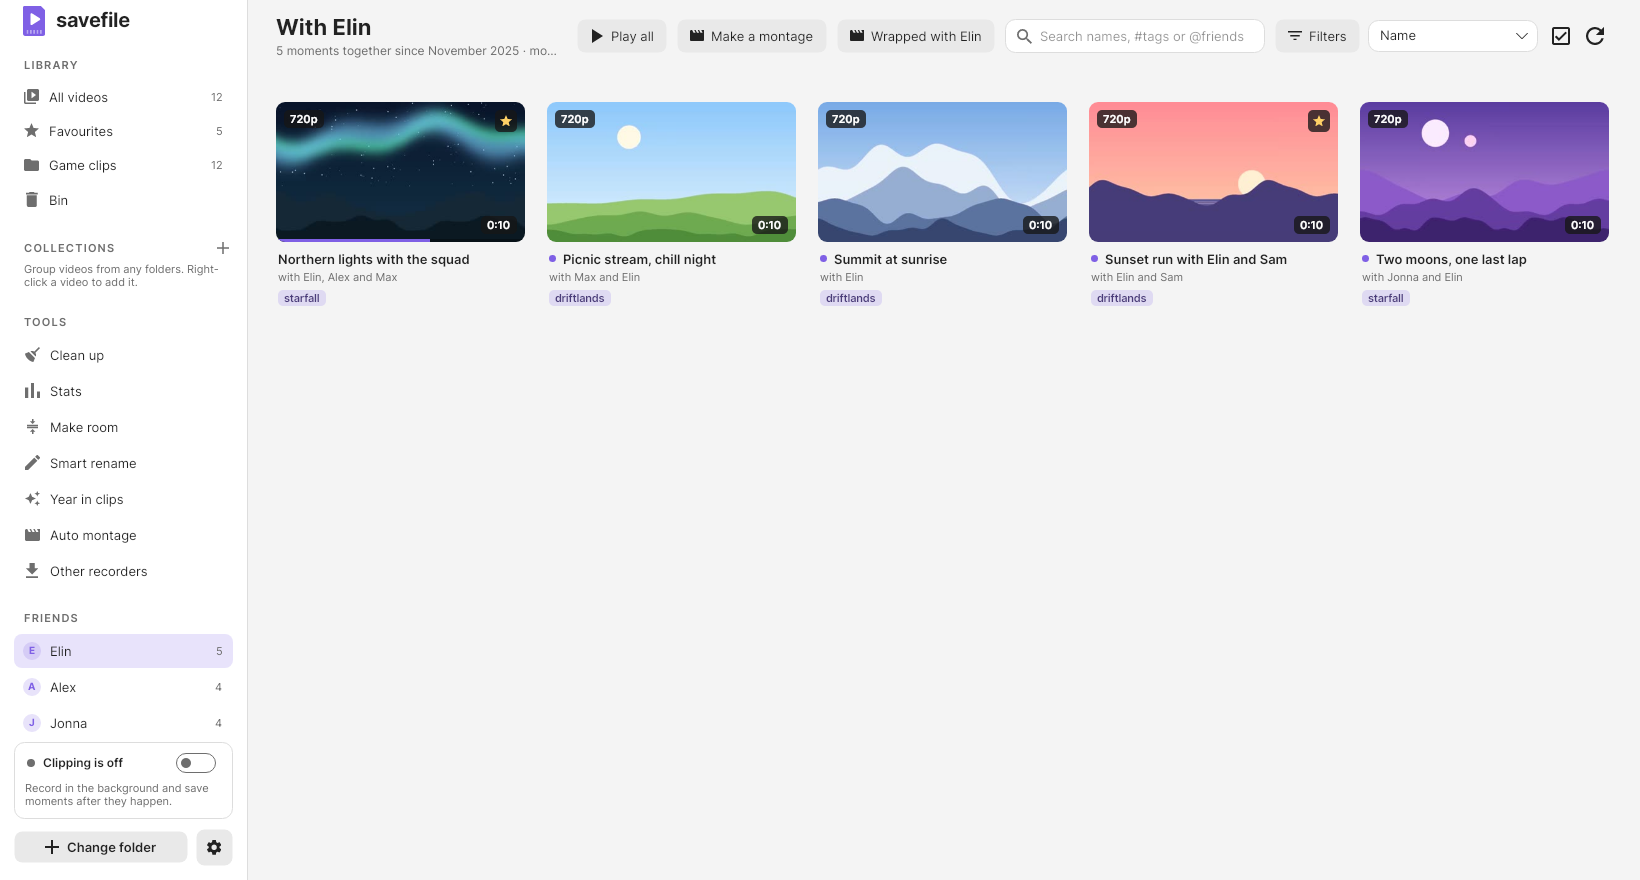 savefile
LIBRARY
All videos 12
Favourites 5
Game clips 12
Bin
COLLECTIONS
Group videos from any folders. Right-
click a video to add it.
TOOLS
Clean up
Stats
Make room
Smart rename
Year in clips
Auto montage
Other recorders
FRIENDS
E Elin 5
A Alex 4
J Jonna 4
Clipping is off
Record in the background and save
moments after they happen.
Change folder
With Elin
5 moments together since November 2025 · mo...
Play all
Make a montage
Wrapped with Elin
Search names, #tags or @friends
Filters
Name
720p
0:10
Northern lights with the squad
with Elin, Alex and Max
starfall
720p
0:10
Picnic stream, chill night
with Max and Elin
driftlands
720p
0:10
Summit at sunrise
with Elin
driftlands
720p
0:10
Sunset run with Elin and Sam
with Elin and Sam
driftlands
720p
0:10
Two moons, one last lap
with Jonna and Elin
starfall